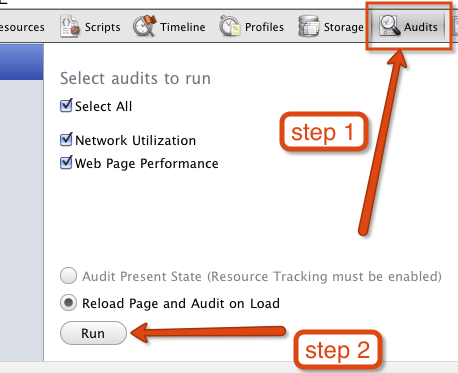 esources Scripts Timeline Profiles Storage Audits
Select audits to run
Select All
step 1
Network Utilization
Web Page Performance
Audit Present State (Resource Tracking must be enabled)
Reload Page and Audit on Load
Run
step 2